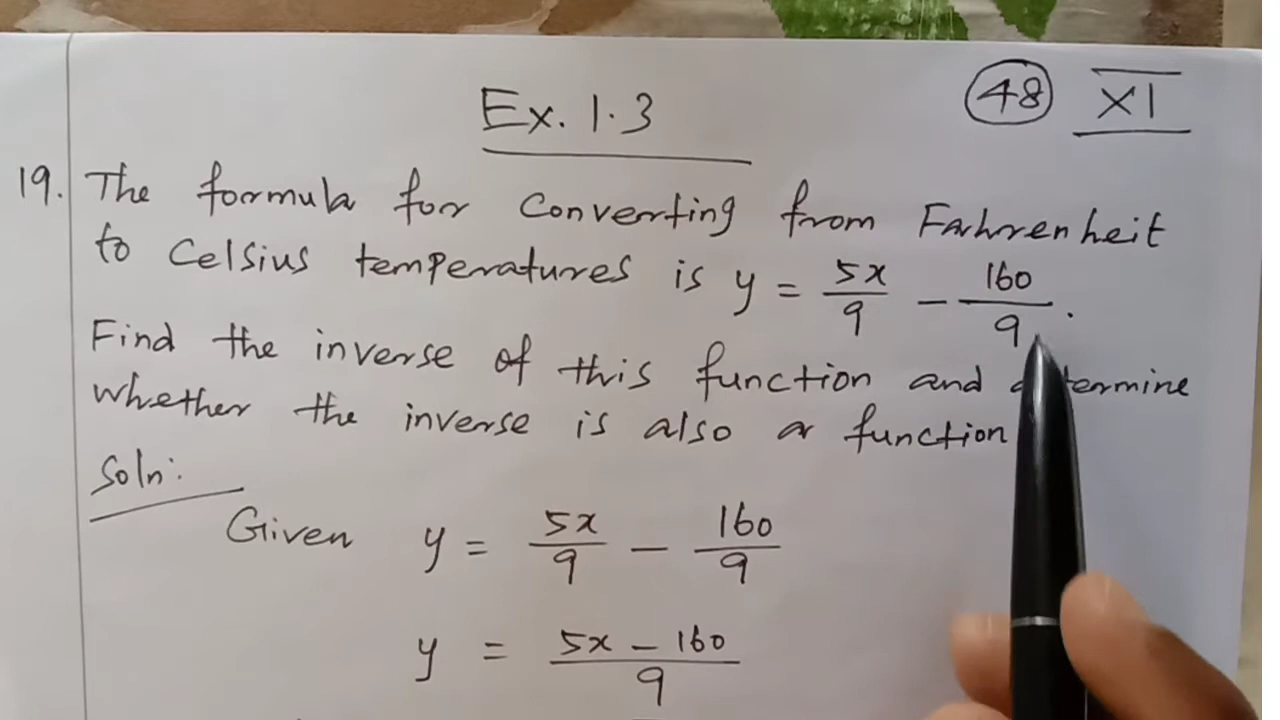 Ex. 1.3
48 XI
19. The formula for converting from Fahrenheit
to Celsius temperatures is y = 5x/9 - 160/9.
Find the inverse of this function and determine
whether the inverse is also a function
Soln:
Given y = 5x/9 - 160/9
y = 5x - 160/9